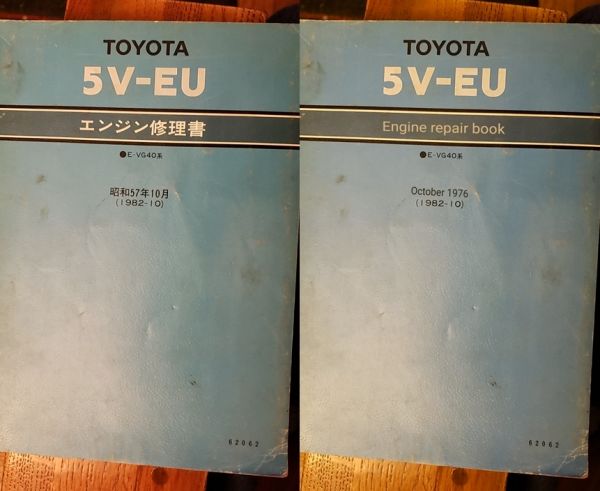 TOYOTA
5V-EU
エンジン修理書
●E-VG40系
昭和57年10月
(1982-10)
62062
TOYOTA
5V-EU
Engine repair book
●E-VG40系
October 1976
(1982-10)
62062